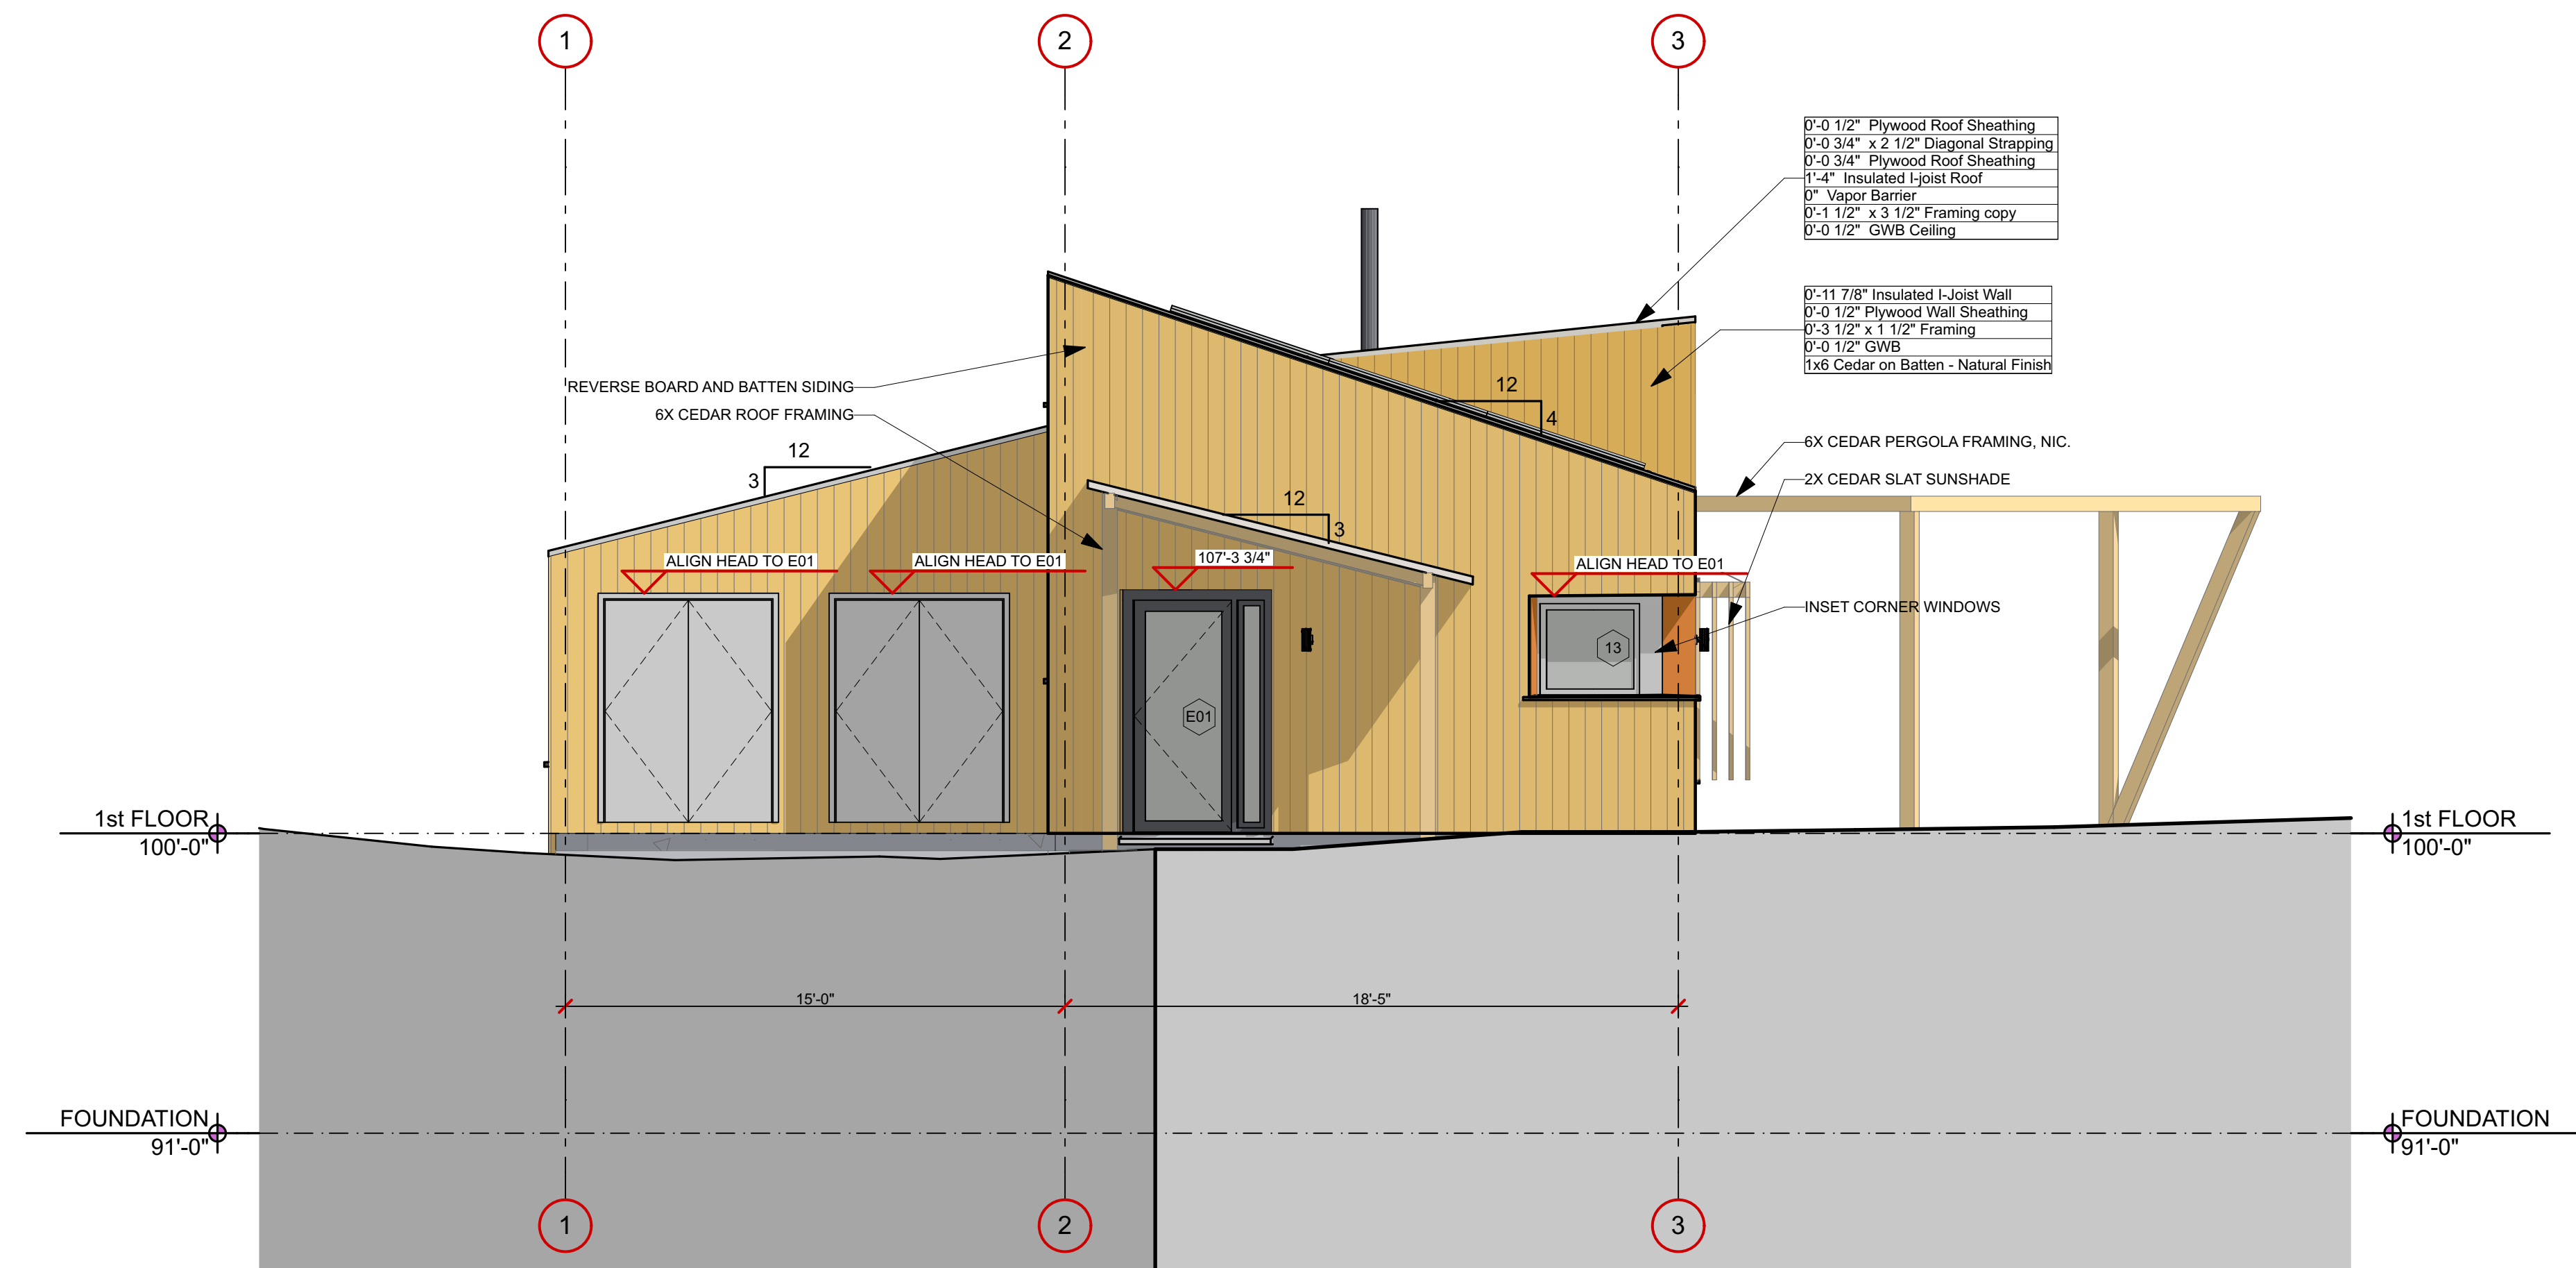 1
2
3
0'-0 1/2" Plywood Roof Sheathing
0'-0 3/4" x 2 1/2" Diagonal Strapping
0'-0 3/4" Plywood Roof Sheathing
1'-4" Insulated I-joist Roof
0" Vapor Barrier
0'-1 1/2" x 3 1/2" Framing copy
0'-0 1/2" GWB Ceiling
0'-11 7/8" Insulated I-Joist Wall
0'-0 1/2" Plywood Wall Sheathing
0'-3 1/2" x 1 1/2" Framing
0'-0 1/2" GWB
1x6 Cedar on Batten - Natural Finish
REVERSE BOARD AND BATTEN SIDING
6X CEDAR ROOF FRAMING
12
4
6X CEDAR PERGOLA FRAMING, NIC.
12
3
2X CEDAR SLAT SUNSHADE
12
3
ALIGN HEAD TO E01
ALIGN HEAD TO E01
107'-3 3/4"
ALIGN HEAD TO E01
INSET CORNER WINDOWS
13
E01
1st FLOOR
100'-0"
1st FLOOR
100'-0"
15'-0"
18'-5"
FOUNDATION
91'-0"
FOUNDATION
91'-0"
1
2
3